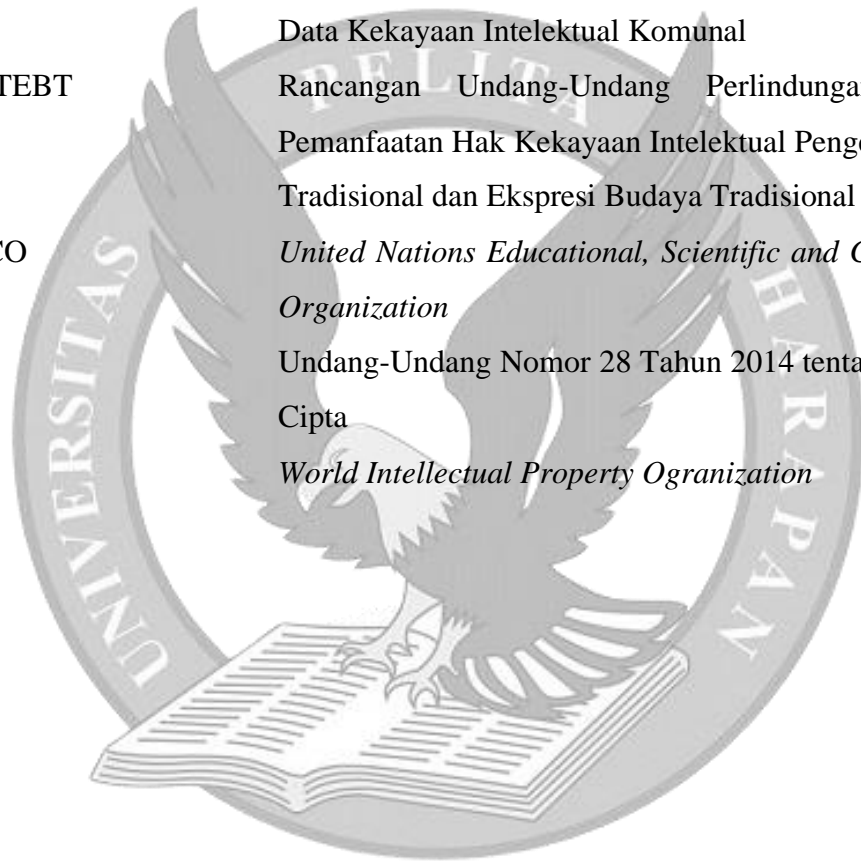 Data Kekayaan Intelektual Komunal
TEBT Rancangan Undang-Undang Perlindungan
Pemanfaatan Hak Kekayaan Intelektual Penge
Tradisional dan Ekspresi Budaya Tradisional
CO United Nations Educational, Scientific and C
Organization
Undang-Undang Nomor 28 Tahun 2014 tenta
Cipta
World Intellectual Property Ogranization
UNIVERSITAS PELITA HARAPAN